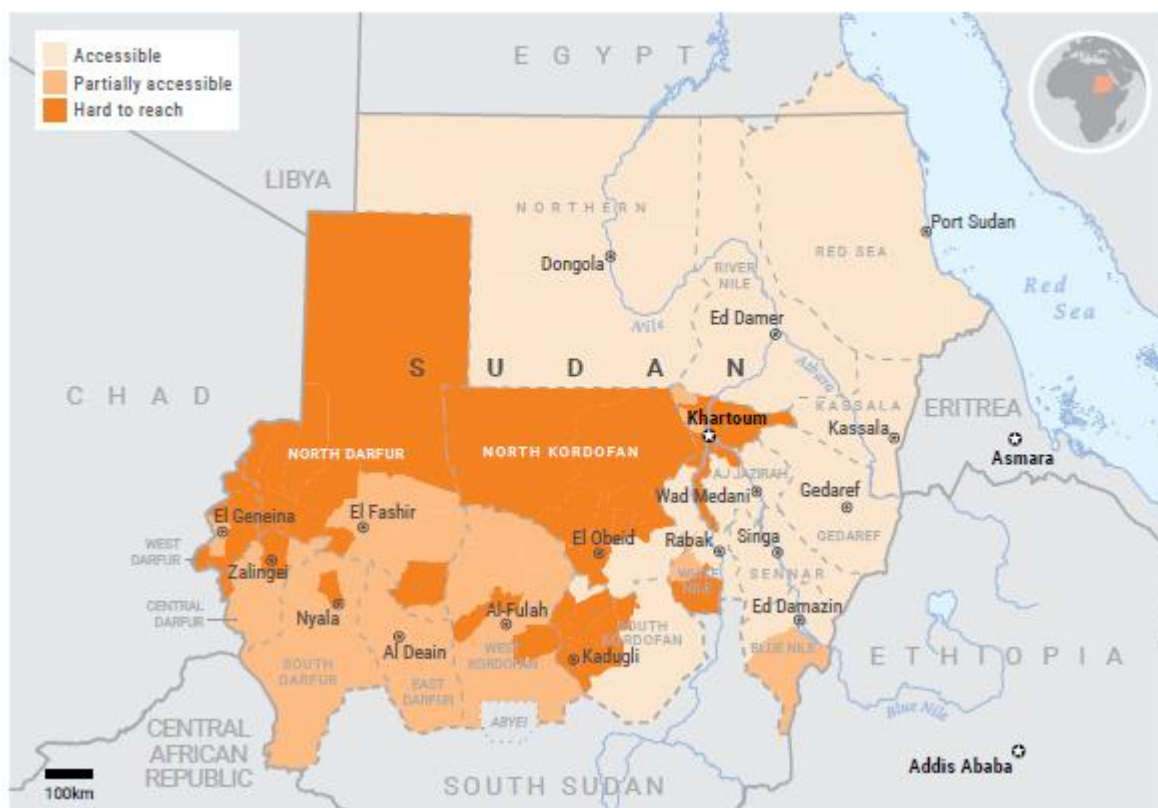 Accessible
Partially accessible
Hard to reach
EGYPT
LIBYA
NORTHERN
Port Sudan
RED SEA
Dongola
RIVER
NILE
Red
Sea
Nile
Ed Damer
SUDAN
Atbara
CHAD
KASSALA
ERITREA
Khartoum
Kassala
Asmara
NORTH DARFUR
NORTH KORDOFAN
AJ JAZIRAH
Wad Medani
Gedaref
El Geneina
El Fashir
El Obeid
Rabak
Singa
GEDAREF
WEST
DARFUR
Zalingei
WHITE
NILE
SENNAR
CENTRAL
DARFUR
Nyala
Al-Fulah
Ed Damazin
SOUTH
KORDOFAN
Al Deain
WEST
KORDOFAN
Kadugli
BLUE NILE
ETHIOPIA
SOUTH
DARFUR
EAST
DARFUR
ABYEI
Blue Nile
CENTRAL
AFRICAN
REPUBLIC
Addis Ababa
100km
SOUTH SUDAN